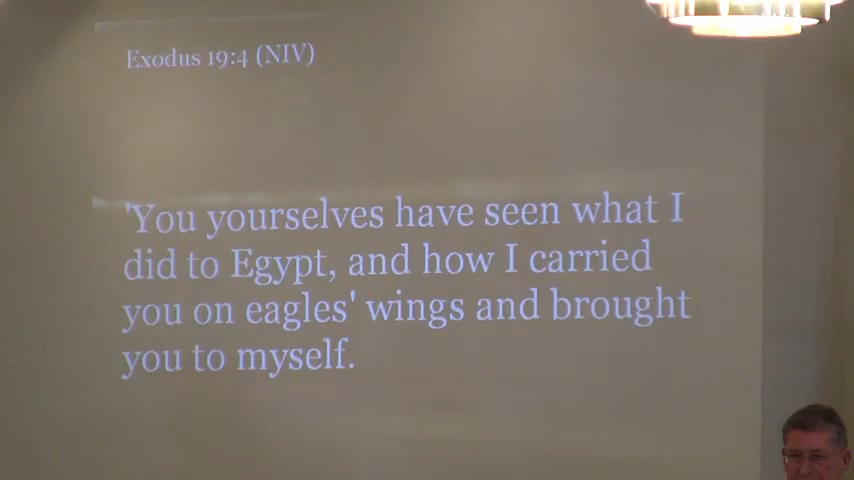 Exodus 19:4 (NIV)
'You yourselves have seen what I
did to Egypt, and how I carried
you on eagles' wings and brought
you to myself.